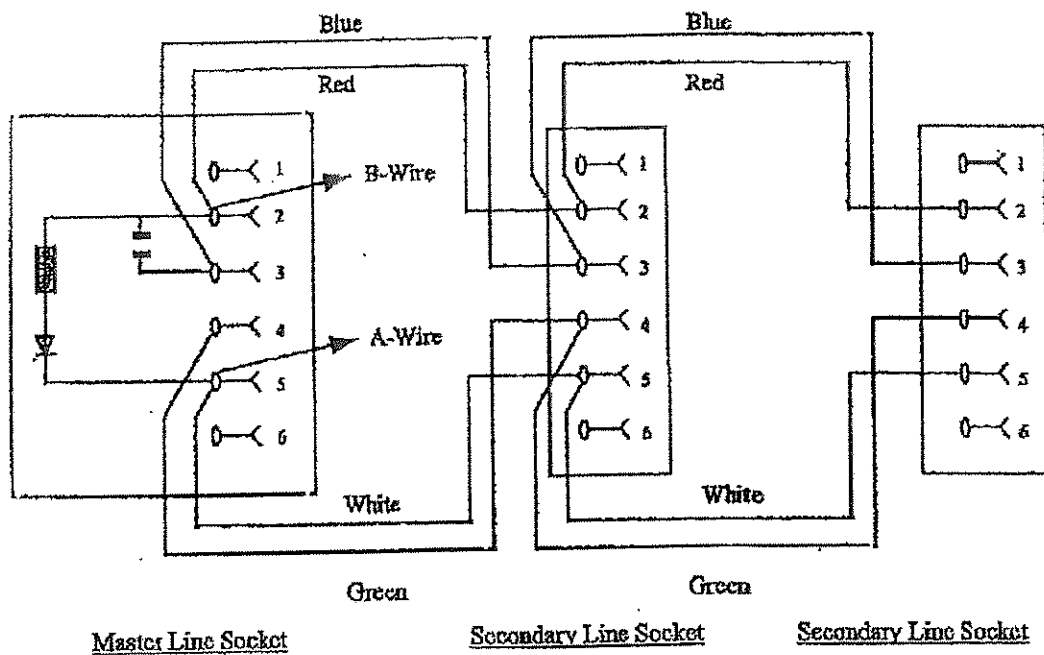 Blue
Blue
Red
Red
1
B-Wire
2
3
4
A-Wire
5
6
1
2
3
4
5
6
1
2
3
4
5
6
White
White
Green
Green
Master Line Socket
Secondary Line Socket
Secondary Line Socket